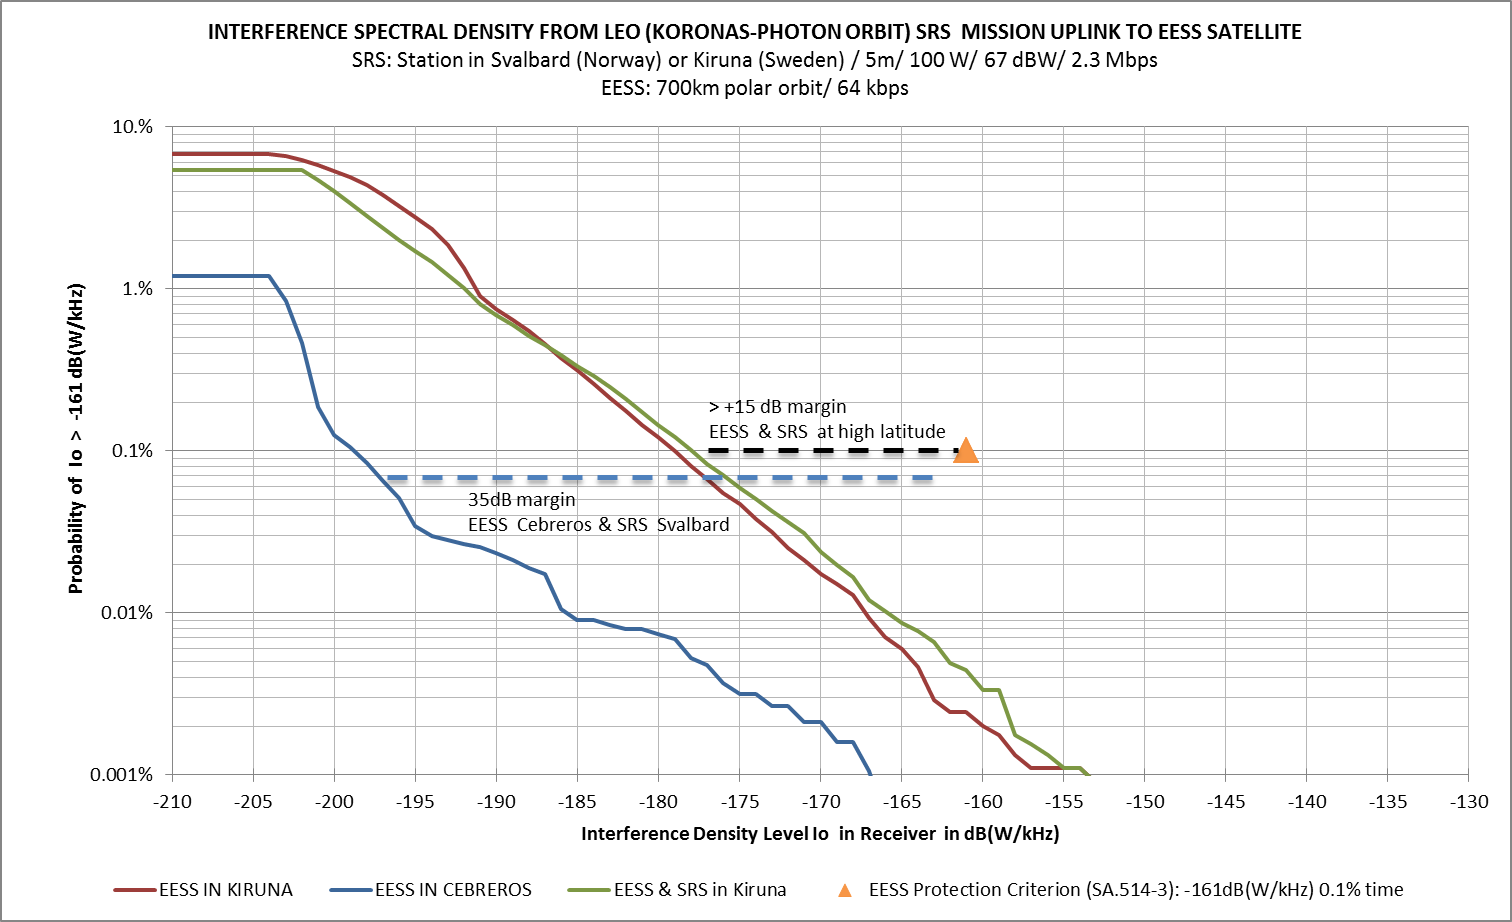 INTERFERENCE SPECTRAL DENSITY FROM LEO (KORONAS-PHOTON ORBIT) SRS MISSION UPLINK TO EESS SATELLITE
SRS: Station in Svalbard (Norway) or Kiruna (Sweden) / 5m/ 100 W/ 67 dBW/ 2.3 Mbps
EESS: 700km polar orbit/ 64 kbps
Probability of Io > -161 dB(W/kHz)
10.%
1.%
0.1%
0.01%
0.001%
> +15 dB margin
EESS & SRS at high latitude
35dB margin
EESS Cebreros & SRS Svalbard
-210 -205 -200 -195 -190 -185 -180 -175 -170 -165 -160 -155 -150 -145 -140 -135 -130
Interference Density Level Io in Receiver in dB(W/kHz)
EESS IN KIRUNA EESS IN CEBREROS EESS & SRS in Kiruna EESS Protection Criterion (SA.514-3): -161dB(W/kHz) 0.1% time